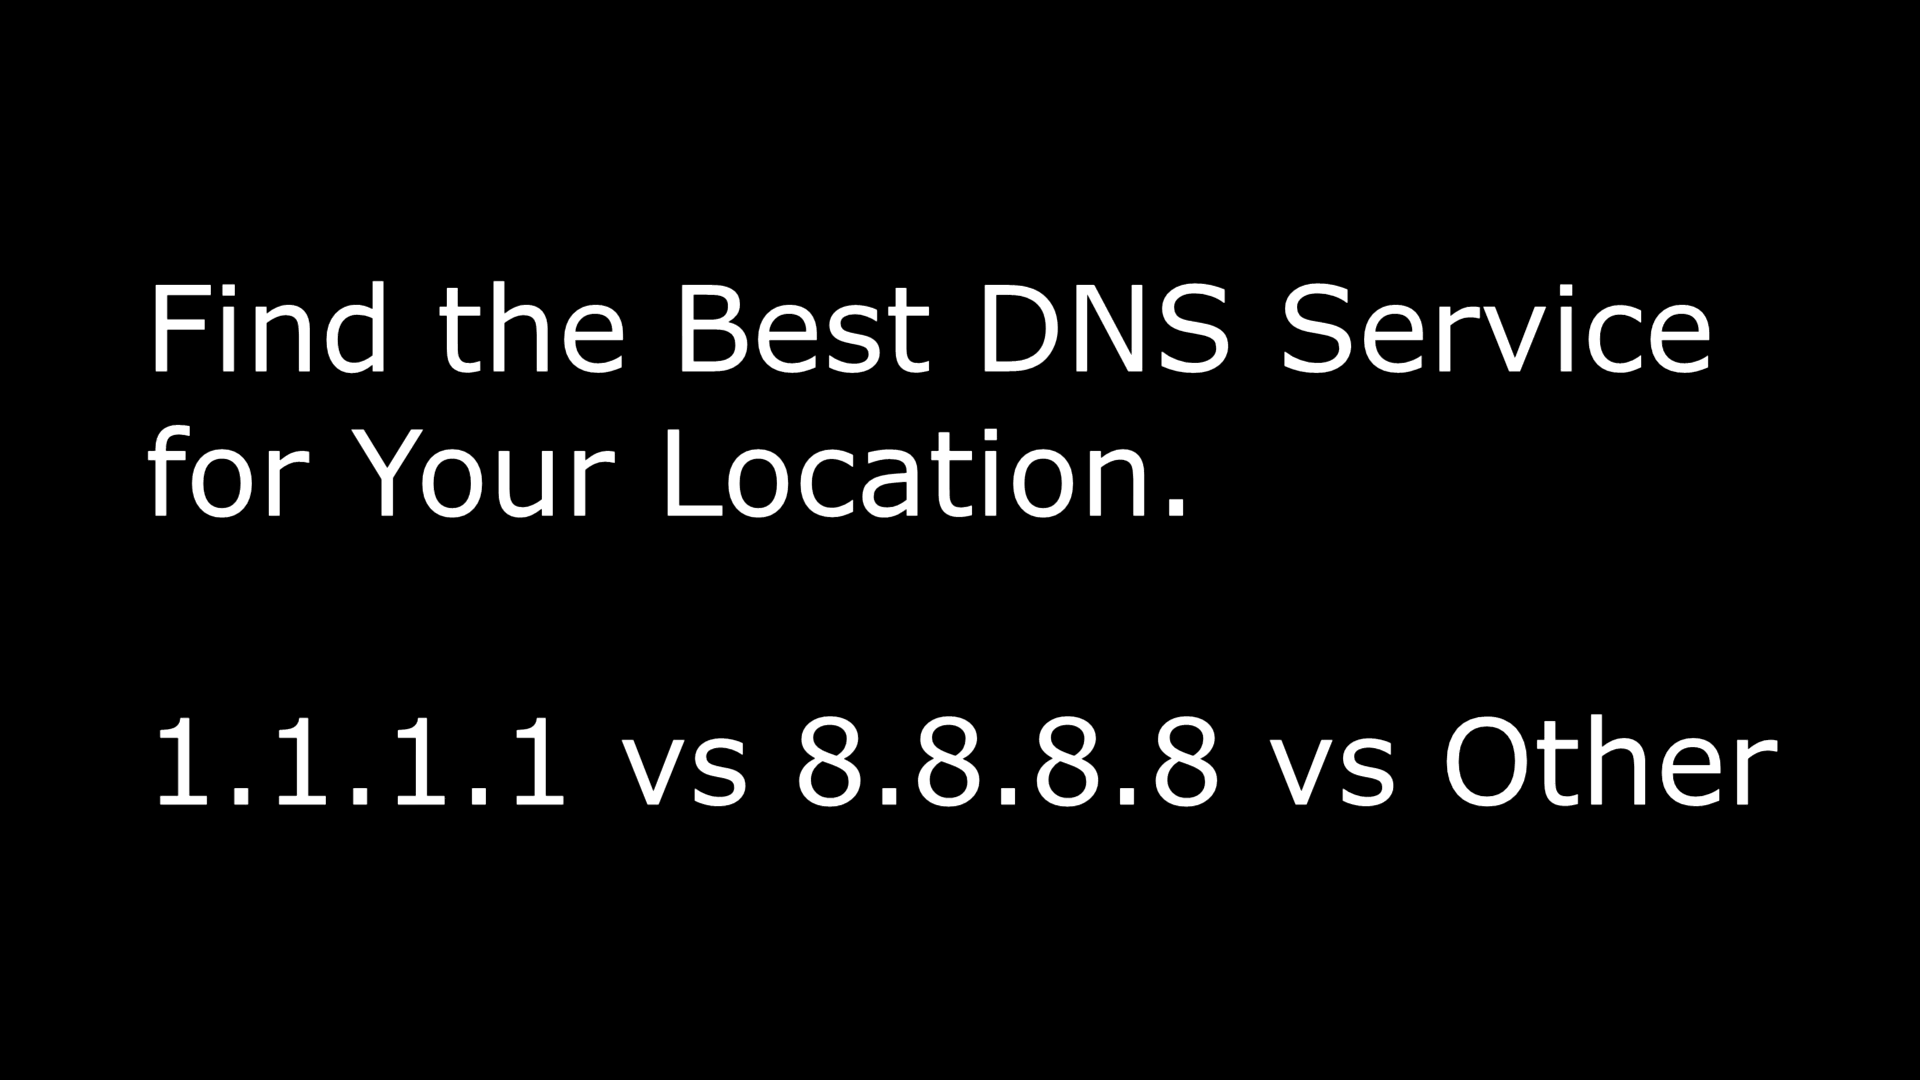 Find the Best DNS Service
for Your Location.
1.1.1.1 vs 8.8.8.8 vs Other